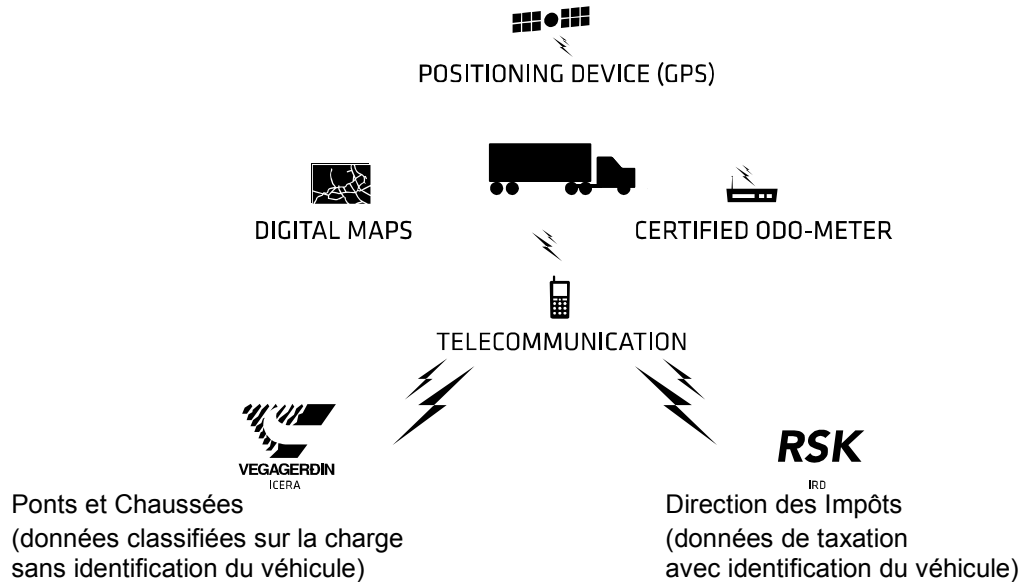 POSITIONING DEVICE (GPS)
DIGITAL MAPS
CERTIFIED ODO-METER
TELECOMMUNICATION
VEGAGERÐIN
ICERA
Ponts et Chaussées
(données classifiées sur la charge
sans identification du véhicule)
RSK
IRD
Direction des Impôts
(données de taxation
avec identification du véhicule)